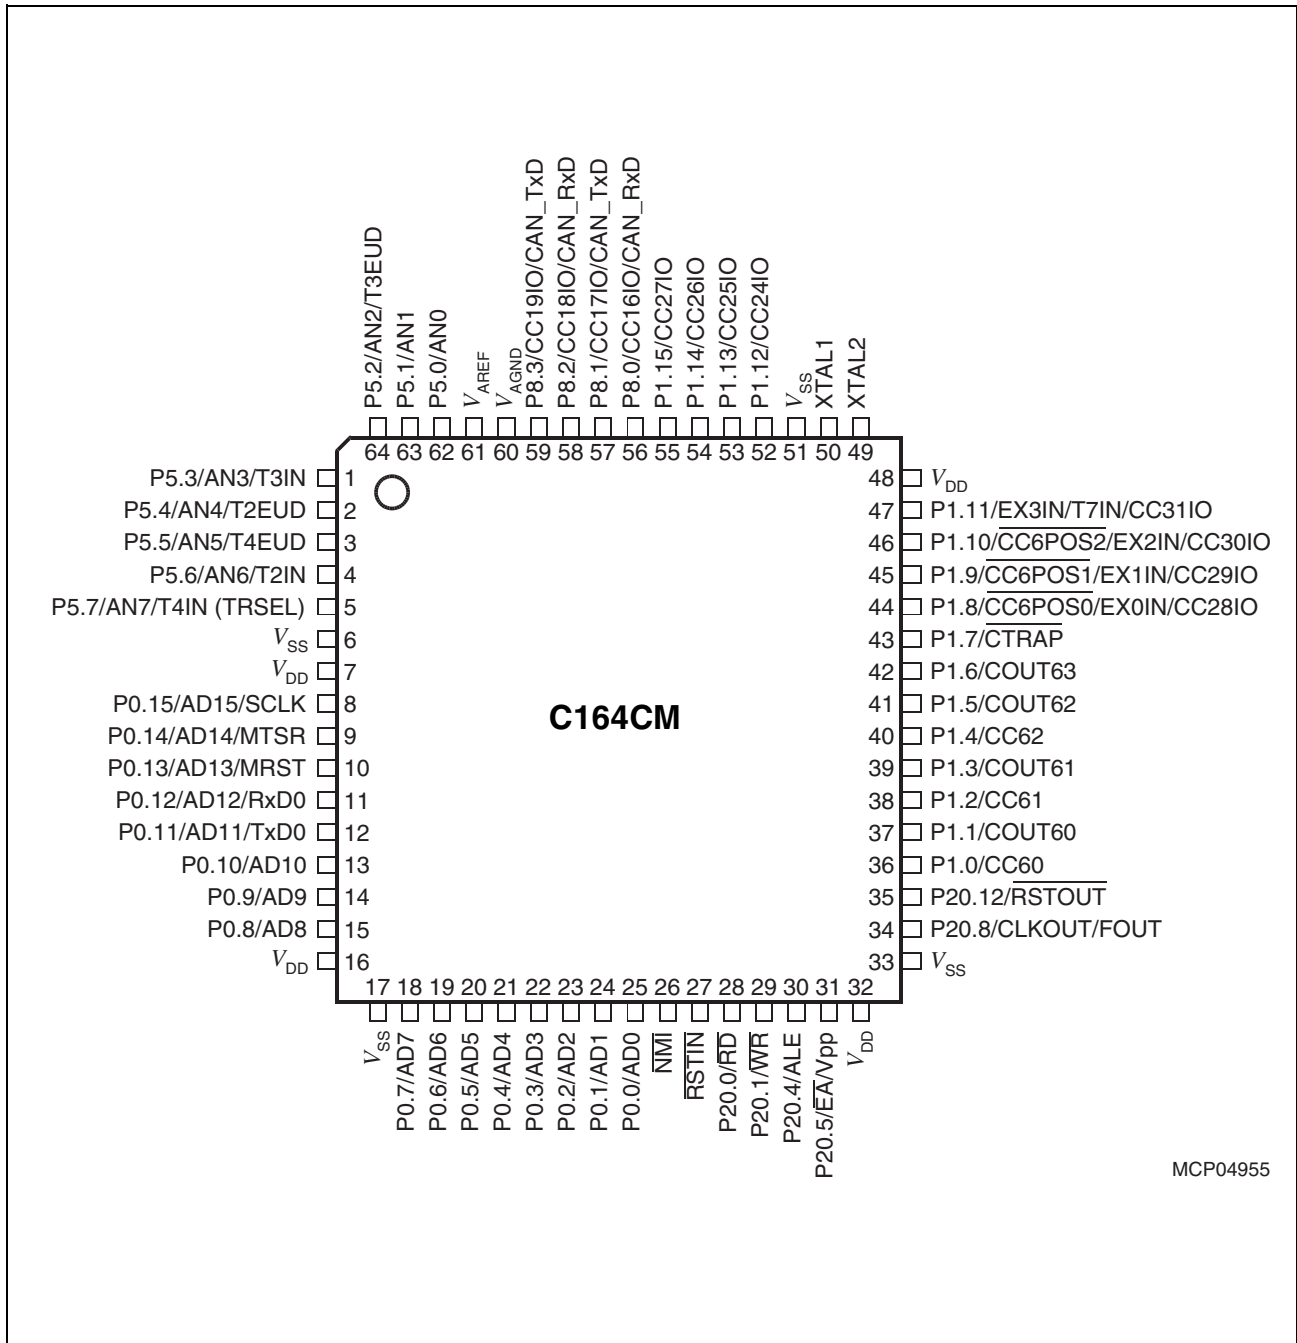 P5.2/AN2/T3EUD
P5.1/AN1
P5.0/AN0
VAREF
VAGND
P8.3/CC19IO/CAN_TxD
P8.2/CC18IO/CAN_RxD
P8.1/CC17IO/CAN_TxD
P8.0/CC16IO/CAN_RxD
P1.15/CC27IO
P1.14/CC26IO
P1.13/CC25IO
P1.12/CC24IO
VSS
XTAL1
XTAL2
64 63 62 61 60 59 58 57 56 55 54 53 52 51 50 49
P5.3/AN3/T3IN 1
P5.4/AN4/T2EUD 2
P5.5/AN5/T4EUD 3
P5.6/AN6/T2IN 4
P5.7/AN7/T4IN (TRSEL) 5
VSS 6
VDD 7
P0.15/AD15/SCLK 8
P0.14/AD14/MTSR 9
P0.13/AD13/MRST 10
P0.12/AD12/RxD0 11
P0.11/AD11/TxD0 12
P0.10/AD10 13
P0.9/AD9 14
P0.8/AD8 15
VDD 16
C164CM
48 VDD
47 P1.11/EX3IN/T7IN/CC31IO
46 P1.10/CC6POS2/EX2IN/CC30IO
45 P1.9/CC6POS1/EX1IN/CC29IO
44 P1.8/CC6POS0/EX0IN/CC28IO
43 P1.7/CTRAP
42 P1.6/COUT63
41 P1.5/COUT62
40 P1.4/CC62
39 P1.3/COUT61
38 P1.2/CC61
37 P1.1/COUT60
36 P1.0/CC60
35 P20.12/RSTOUT
34 P20.8/CLKOUT/FOUT
33 VSS
17 18 19 20 21 22 23 24 25 26 27 28 29 30 31 32
VSS
P0.7/AD7
P0.6/AD6
P0.5/AD5
P0.4/AD4
P0.3/AD3
P0.2/AD2
P0.1/AD1
P0.0/AD0
NMI
RSTIN
P20.0/RD
P20.1/WR
P20.4/ALE
P20.5/EA/Vpp
VDD
MCP04955